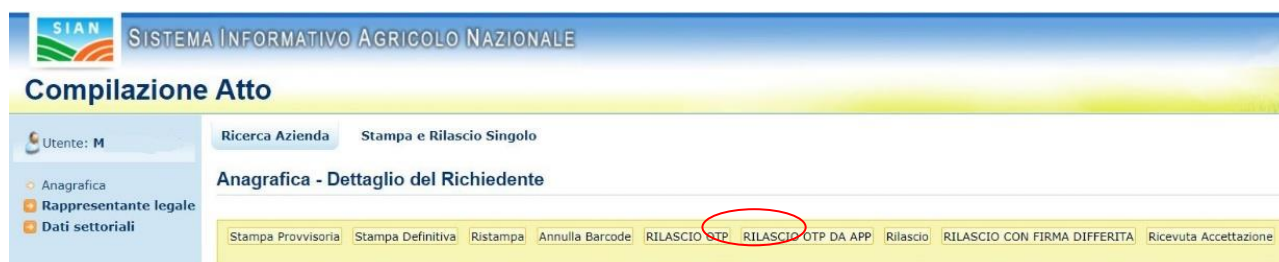 SIAN
SISTEMA INFORMATIVO AGRICOLO NAZIONALE
Compilazione Atto
Utente: M
Ricerca Azienda Stampa e Rilascio Singolo
Anagrafica
Rappresentante legale
Dati settoriali
Anagrafica - Dettaglio del Richiedente
Stampa Provvisoria Stampa Definitiva Ristampa Annulla Barcode RILASCIO OTP RILASCIO OTP DA APP Rilascio RILASCIO CON FIRMA DIFFERITA Ricevuta Accettazione